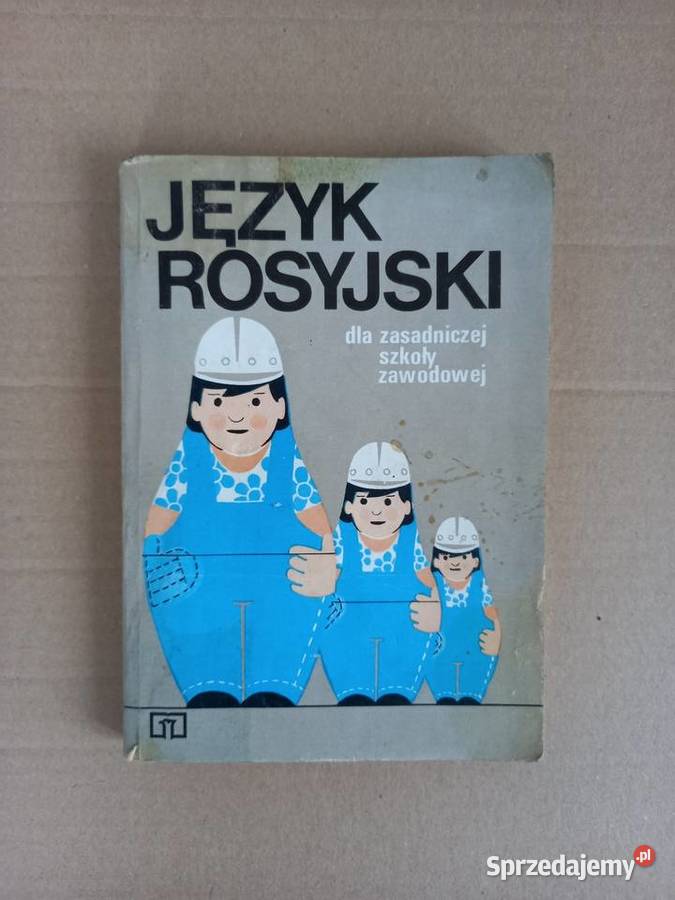 JĘZYK
ROSYJSKI
dla zasadniczej
szkoły
zawodowej
Sprzedajemy.pl